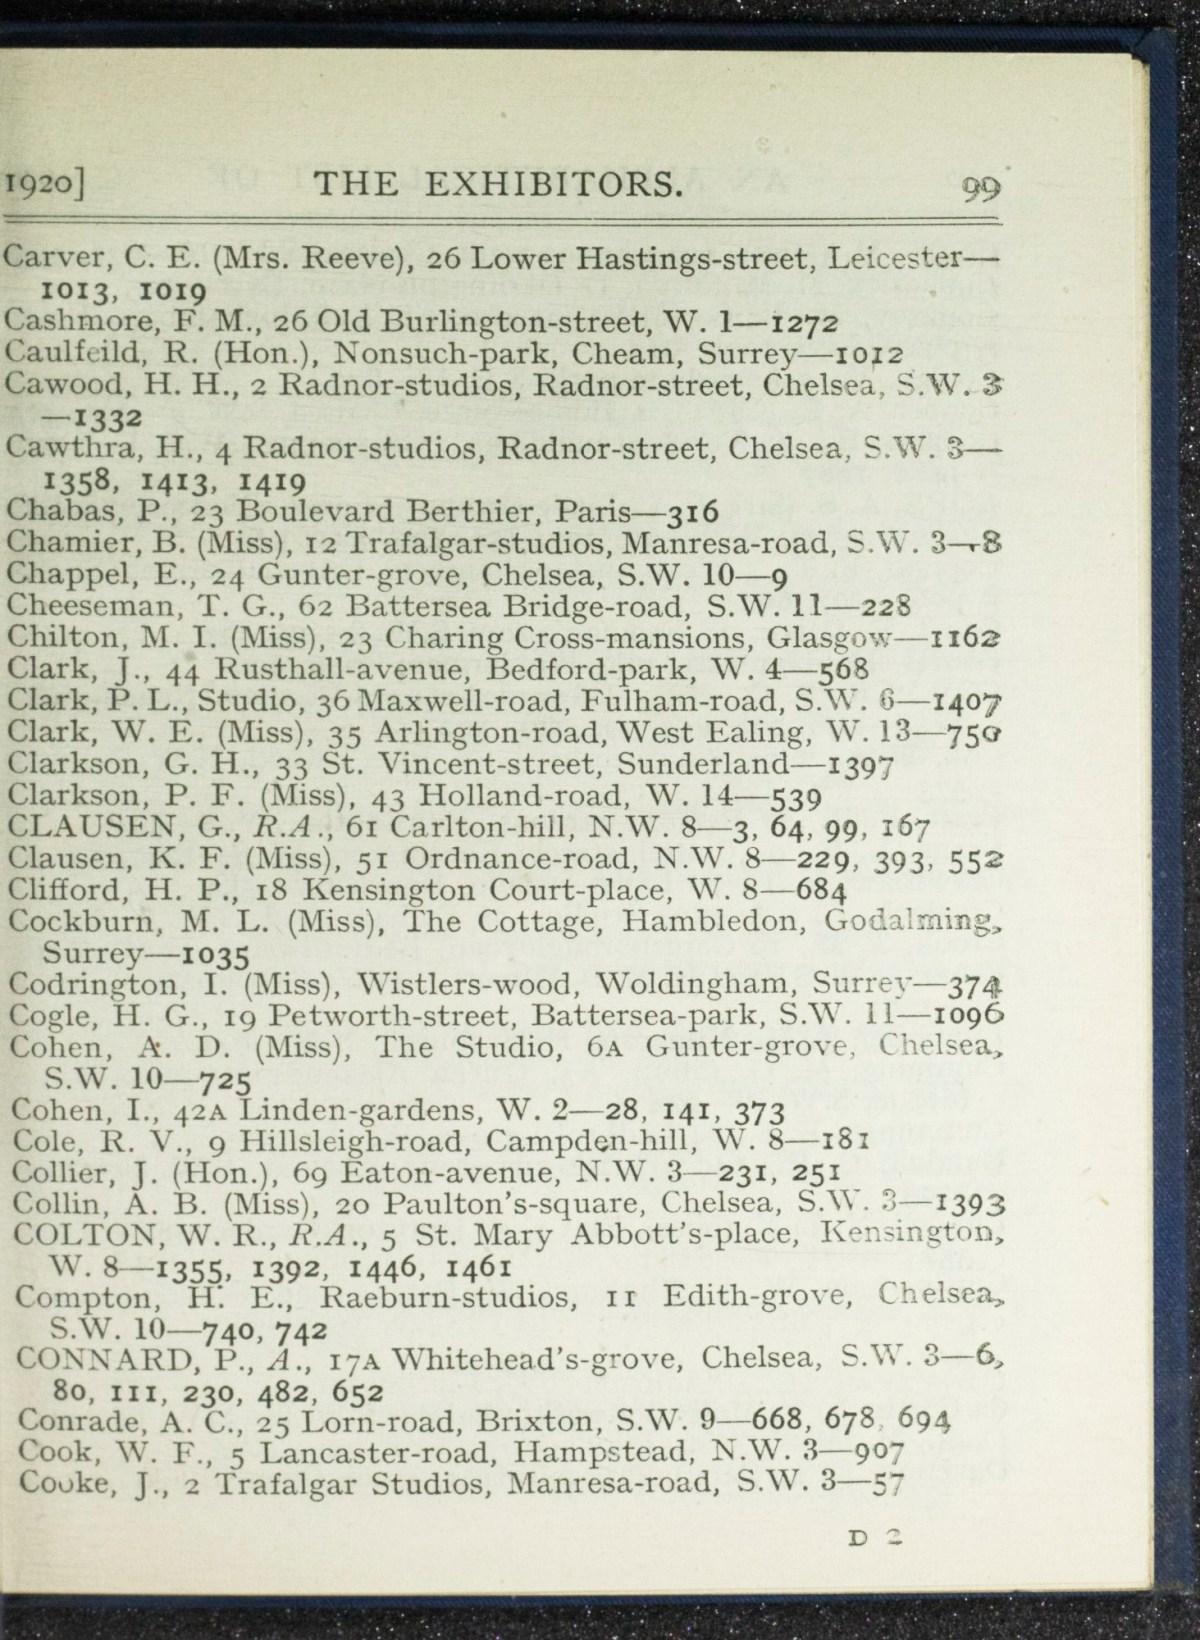 1920] THE EXHIBITORS. 99
Carver, C. E. (Mrs. Reeve), 26 Lower Hastings-street, Leicester—
1013, 1019
Cashmore, F. M., 26 Old Burlington-street, W. 1—1272
Caulfeild, R. (Hon.), Nonsuch-park, Cheam, Surrey—1012
Cawood, H. H., 2 Radnor-studios, Radnor-street, Chelsea, S.W. 3
—1332
Cawthra, H., 4 Radnor-studios, Radnor-street, Chelsea, S.W. 3—
1358, 1413, 1419
Chabas, P., 23 Boulevard Berthier, Paris—316
Chamier, B. (Miss), 12 Trafalgar-studios, Manresa-road, S.W. 3—8
Chappel, E., 24 Gunter-grove, Chelsea, S.W. 10—9
Cheeseman, T. G., 62 Battersea Bridge-road, S.W. 11—228
Chilton, M. I. (Miss), 23 Charing Cross-mansions, Glasgow—1162
Clark, J., 44 Rusthall-avenue, Bedford-park, W. 4—568
Clark, P. L., Studio, 36 Maxwell-road, Fulham-road, S.W. 6—1407
Clark, W. E. (Miss), 35 Arlington-road, West Ealing, W. 13—750
Clarkson, G. H., 33 St. Vincent-street, Sunderland—1397
Clarkson, P. F. (Miss), 43 Holland-road, W. 14—539
CLAUSEN, G., R.A., 61 Carlton-hill, N.W. 8—3, 64, 99, 167
Clausen, K. F. (Miss), 51 Ordnance-road, N.W. 8—229, 393, 552
Clifford, H. P., 18 Kensington Court-place, W. 8—684
Cockburn, M. L. (Miss), The Cottage, Hambledon, Godalming,
Surrey—1035
Codrington, I. (Miss), Wistlers-wood, Woldingham, Surrey—374
Cogle, H. G., 19 Petworth-street, Battersea-park, S.W. 11—1096
Cohen, A. D. (Miss), The Studio, 6A Gunter-grove, Chelsea,
S.W. 10—725
Cohen, I., 42A Linden-gardens, W. 2—28, 141, 373
Cole, R. V., 9 Hillsleigh-road, Campden-hill, W. 8—181
Collier, J. (Hon.), 69 Eaton-avenue, N.W. 3—231, 251
Collin, A. B. (Miss), 20 Paulton's-square, Chelsea, S.W. 3—1393
COLTON, W. R., R.A., 5 St. Mary Abbott's-place, Kensington,
W. 8—1355, 1392, 1446, 1461
Compton, H. E., Raeburn-studios, 11 Edith-grove, Chelsea,
S.W. 10—740, 742
CONNARD, P., A., 17A Whitehead's-grove, Chelsea, S.W. 3—6,
80, 111, 230, 482, 652
Conrade, A. C., 25 Lorn-road, Brixton, S.W. 9—668, 678, 694
Cook, W. F., 5 Lancaster-road, Hampstead, N.W. 3—907
Cooke, J., 2 Trafalgar Studios, Manresa-road, S.W. 3—57
D 2